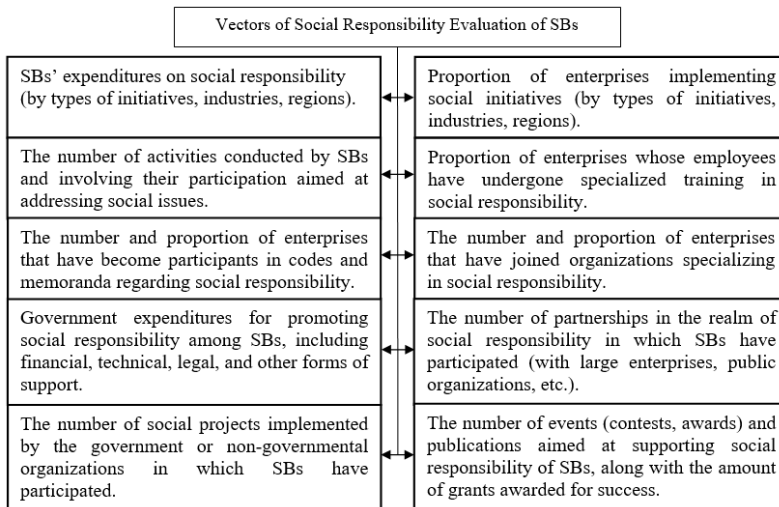 Vectors of Social Responsibility Evaluation of SBs
SBs' expenditures on social responsibility
(by types of initiatives, industries, regions).
Proportion of enterprises implementing
social initiatives (by types of initiatives,
industries, regions).
The number of activities conducted by SBs
and involving their participation aimed at
addressing social issues.
Proportion of enterprises whose employees
have undergone specialized training in
social responsibility.
The number and proportion of enterprises
that have become participants in codes and
memoranda regarding social responsibility.
The number and proportion of enterprises
that have joined organizations specializing
in social responsibility.
Government expenditures for promoting
social responsibility among SBs, including
financial, technical, legal, and other forms of
support.
The number of partnerships in the realm of
social responsibility in which SBs have
participated (with large enterprises, public
organizations, etc.).
The number of social projects implemented
by the government or non-governmental
organizations in which SBs have
participated.
The number of events (contests, awards) and
publications aimed at supporting social
responsibility of SBs, along with the amount
of grants awarded for success.